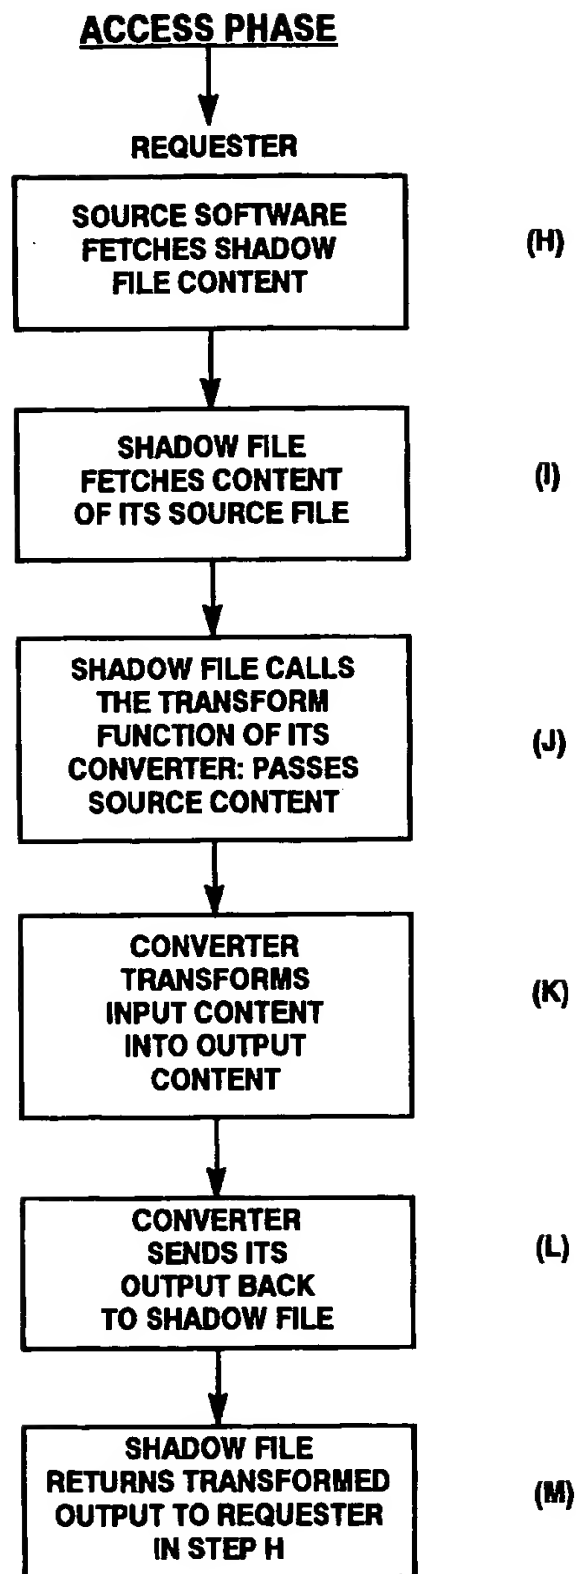 ACCESS PHASE
REQUESTER
SOURCE SOFTWARE
FETCHES SHADOW
FILE CONTENT
(H)
SHADOW FILE
FETCHES CONTENT
OF ITS SOURCE FILE
(I)
SHADOW FILE CALLS
THE TRANSFORM
FUNCTION OF ITS
CONVERTER: PASSES
SOURCE CONTENT
(J)
CONVERTER
TRANSFORMS
INPUT CONTENT
INTO OUTPUT
CONTENT
(K)
CONVERTER
SENDS ITS
OUTPUT BACK
TO SHADOW FILE
(L)
SHADOW FILE
RETURNS TRANSFORMED
OUTPUT TO REQUESTER
IN STEP H
(M)